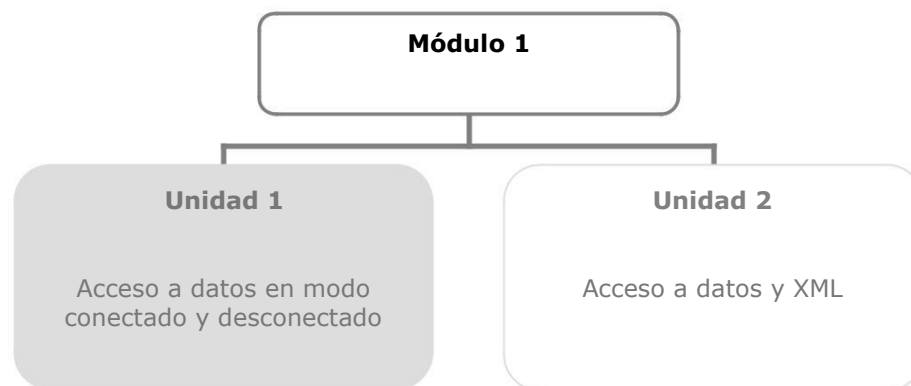 Módulo 1
Unidad 1
Acceso a datos en modo
conectado y desconectado
Unidad 2
Acceso a datos y XML